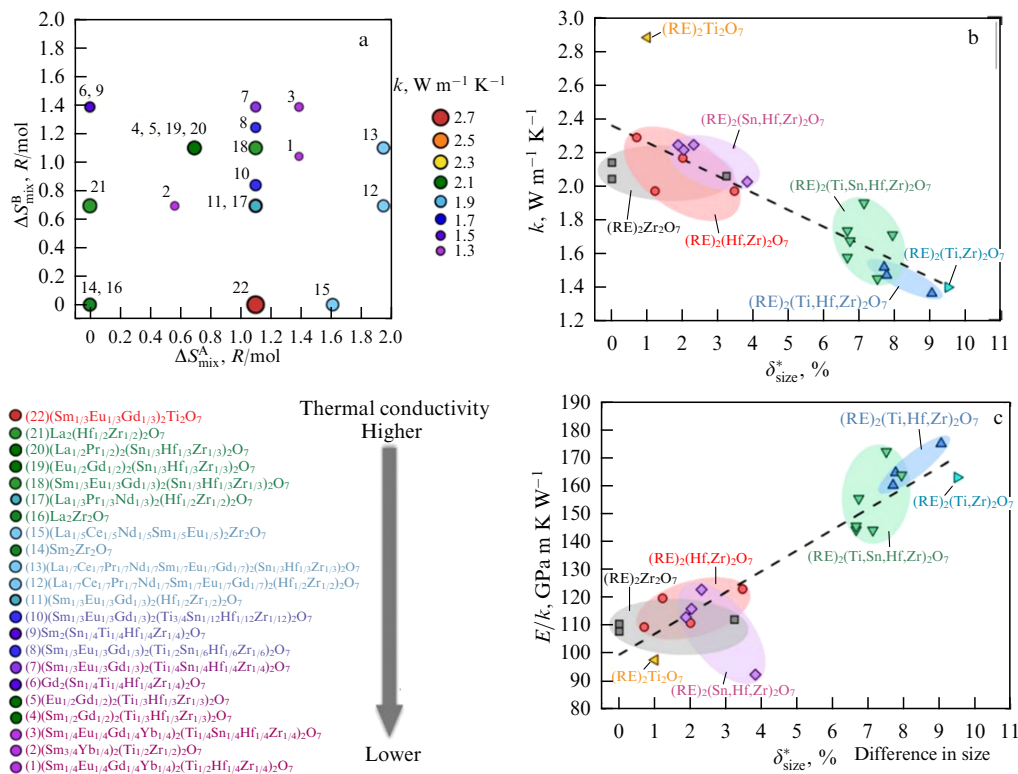 a
ΔS^B_mix, R/mol
2.0
1.8
1.6
1.4
1.2
1.0
0.8
0.6
0.4
0.2
0
6, 9
7
3
4, 5, 19, 20
8
1
18
13
10
21
2
11, 17
12
14, 16
22
15
0 0.2 0.4 0.6 0.8 1.0 1.2 1.4 1.6 1.8 2.0
ΔS^A_mix, R/mol
k, W m⁻¹ K⁻¹
2.7
2.5
2.3
2.1
1.9
1.7
1.5
1.3
b
k, W m⁻¹ K⁻¹
3.0
2.8
2.6
2.4
2.2
2.0
1.8
1.6
1.4
1.2
(RE)₂Ti₂O₇
(RE)₂(Sn,Hf,Zr)₂O₇
(RE)₂(Ti,Sn,Hf,Zr)₂O₇
(RE)₂Zr₂O₇
(RE)₂(Hf,Zr)₂O₇
(RE)₂(Ti,Zr)₂O₇
(RE)₂(Ti,Hf,Zr)₂O₇
0 1 2 3 4 5 6 7 8 9 10 11
δ*_size, %
(22)(Sm₁/₃Eu₁/₃Gd₁/₃)₂Ti₂O₇
(21)La₂(Hf₁/₂Zr₁/₂)₂O₇
(20)(La₁/₂Pr₁/₂)₂(Sn₁/₃Hf₁/₃Zr₁/₃)₂O₇
(19)(Eu₁/₂Gd₁/₂)₂(Sn₁/₃Hf₁/₃Zr₁/₃)₂O₇
(18)(Sm₁/₃Eu₁/₃Gd₁/₃)₂(Sn₁/₃Hf₁/₃Zr₁/₃)₂O₇
(17)(La₁/₃Pr₁/₃Nd₁/₃)₂(Hf₁/₂Zr₁/₂)₂O₇
(16)La₂Zr₂O₇
(15)(La₁/₅Ce₁/₅Nd₁/₅Sm₁/₅Eu₁/₅)₂Zr₂O₇
(14)Sm₂Zr₂O₇
(13)(La₁/₇Ce₁/₇Pr₁/₇Nd₁/₇Sm₁/₇Eu₁/₇Gd₁/₇)₂(Sn₁/₃Hf₁/₃Zr₁/₃)₂O₇
(12)(La₁/₇Ce₁/₇Pr₁/₇Nd₁/₇Sm₁/₇Eu₁/₇Gd₁/₇)₂(Hf₁/₂Zr₁/₂)₂O₇
(11)(Sm₁/₃Eu₁/₃Gd₁/₃)₂(Hf₁/₂Zr₁/₂)₂O₇
(10)(Sm₁/₃Eu₁/₃Gd₁/₃)₂(Ti₃/₄Sn₁/₁₂Hf₁/₁₂Zr₁/₁₂)₂O₇
(9)Sm₂(Sn₁/₄Ti₁/₄Hf₁/₄Zr₁/₄)₂O₇
(8)(Sm₁/₃Eu₁/₃Gd₁/₃)₂(Ti₁/₂Sn₁/₆Hf₁/₆Zr₁/₆)₂O₇
(7)(Sm₁/₃Eu₁/₃Gd₁/₃)₂(Ti₁/₄Sn₁/₄Hf₁/₄Zr₁/₄)₂O₇
(6)Gd₂(Sn₁/₄Ti₁/₄Hf₁/₄Zr₁/₄)₂O₇
(5)(Eu₁/₂Gd₁/₂)₂(Ti₁/₃Hf₁/₃Zr₁/₃)₂O₇
(4)(Sm₁/₂Gd₁/₂)₂(Ti₁/₃Hf₁/₃Zr₁/₃)₂O₇
(3)(Sm₁/₄Eu₁/₄Gd₁/₄Yb₁/₄)₂(Ti₁/₄Sn₁/₄Hf₁/₄Zr₁/₄)₂O₇
(2)(Sm₃/₄Yb₁/₄)₂(Ti₁/₂Zr₁/₂)₂O₇
(1)(Sm₁/₄Eu₁/₄Gd₁/₄Yb₁/₄)₂(Ti₁/₂Hf₁/₄Zr₁/₄)₂O₇
Thermal conductivity
Higher
Lower
c
E/k, GPa m K W⁻¹
190
180
170
160
150
140
130
120
110
100
90
80
(RE)₂(Ti,Hf,Zr)₂O₇
(RE)₂(Ti,Zr)₂O₇
(RE)₂(Hf,Zr)₂O₇
(RE)₂(Ti,Sn,Hf,Zr)₂O₇
(RE)₂Zr₂O₇
(RE)₂Ti₂O₇
(RE)₂(Sn,Hf,Zr)₂O₇
0 1 2 3 4 5 6 7 8 9 10 11
δ*_size, %
Difference in size